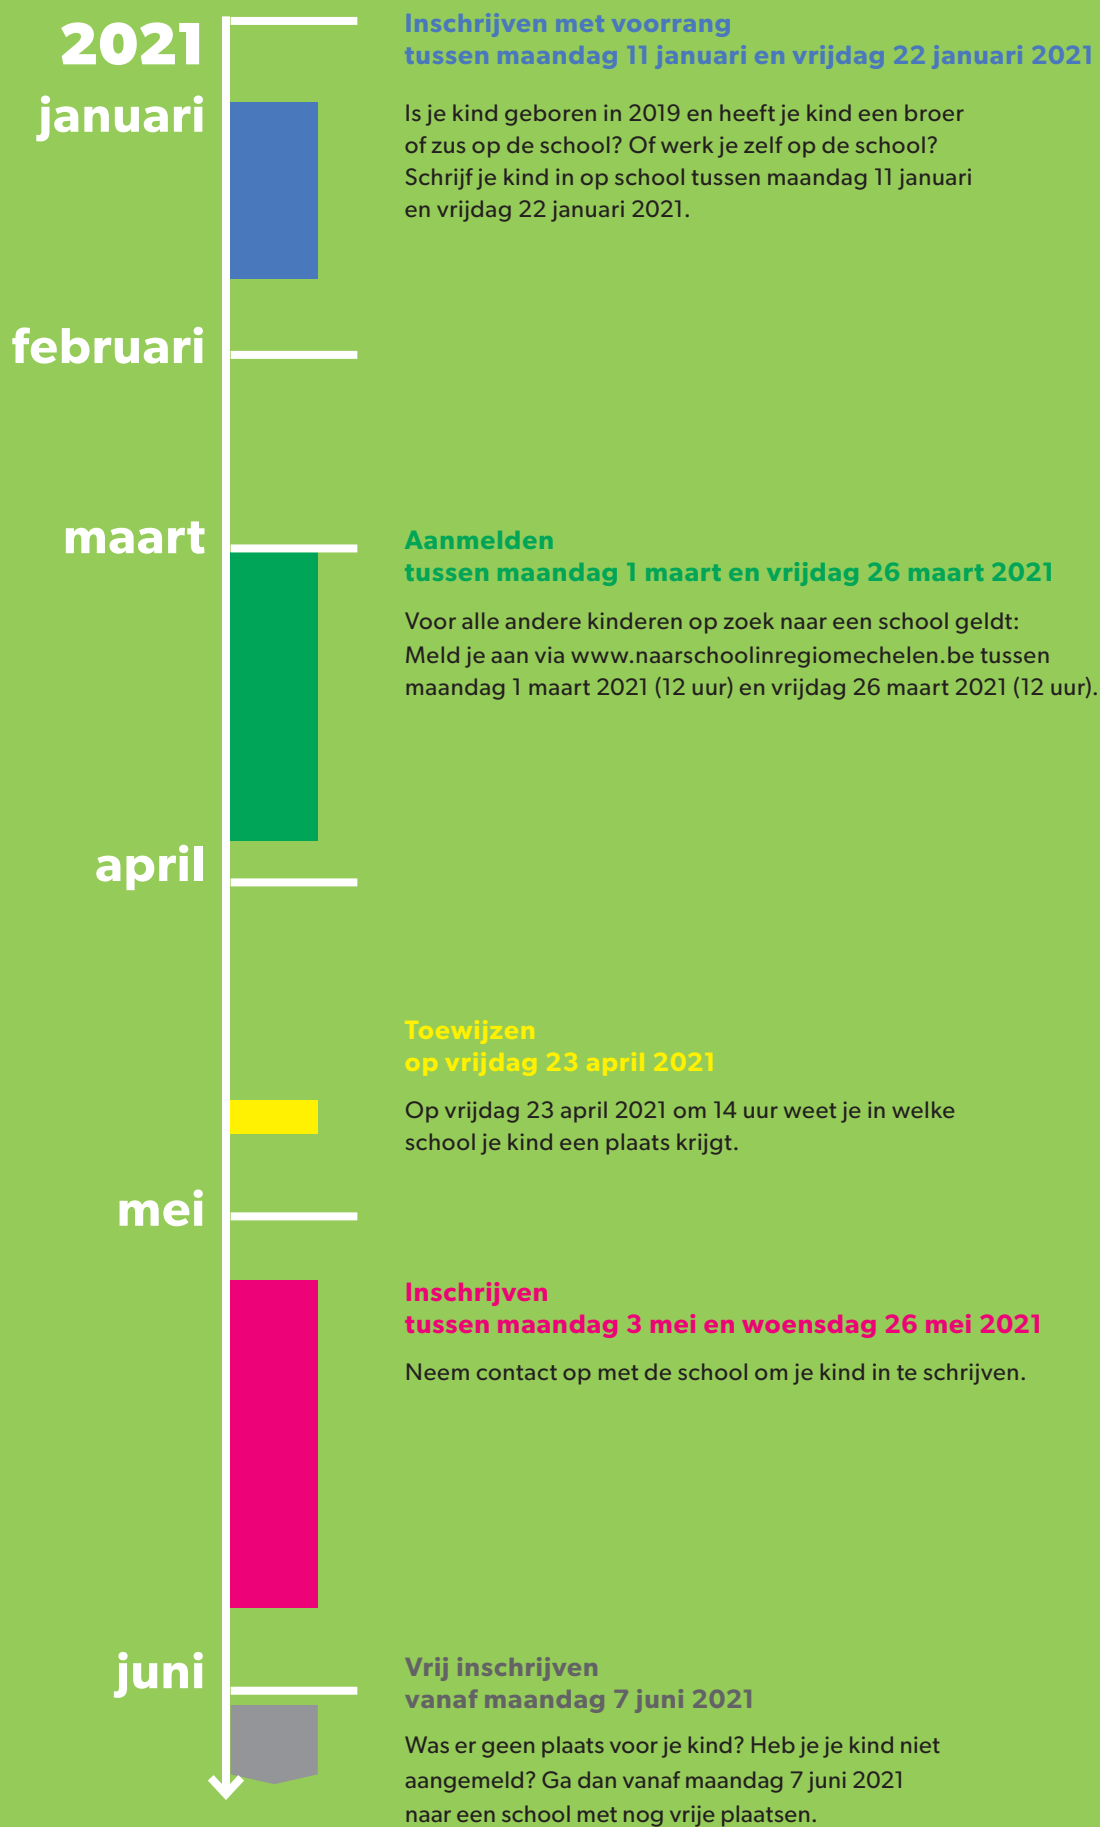 2021
januari
Inschrijven met voorrang
tussen maandag 11 januari en vrijdag 22 januari 2021
Is je kind geboren in 2019 en heeft je kind een broer
of zus op de school? Of werk je zelf op de school?
Schrijf je kind in op school tussen maandag 11 januari
en vrijdag 22 januari 2021.
februari
maart
Aanmelden
tussen maandag 1 maart en vrijdag 26 maart 2021
Voor alle andere kinderen op zoek naar een school geldt:
Meld je aan via www.naarschoolinregiomechelen.be tussen
maandag 1 maart 2021 (12 uur) en vrijdag 26 maart 2021 (12 uur).
april
Toewijzen
op vrijdag 23 april 2021
Op vrijdag 23 april 2021 om 14 uur weet je in welke
school je kind een plaats krijgt.
mei
Inschrijven
tussen maandag 3 mei en woensdag 26 mei 2021
Neem contact op met de school om je kind in te schrijven.
juni
Vrij inschrijven
vanaf maandag 7 juni 2021
Was er geen plaats voor je kind? Heb je je kind niet
aangemeld? Ga dan vanaf maandag 7 juni 2021
naar een school met nog vrije plaatsen.